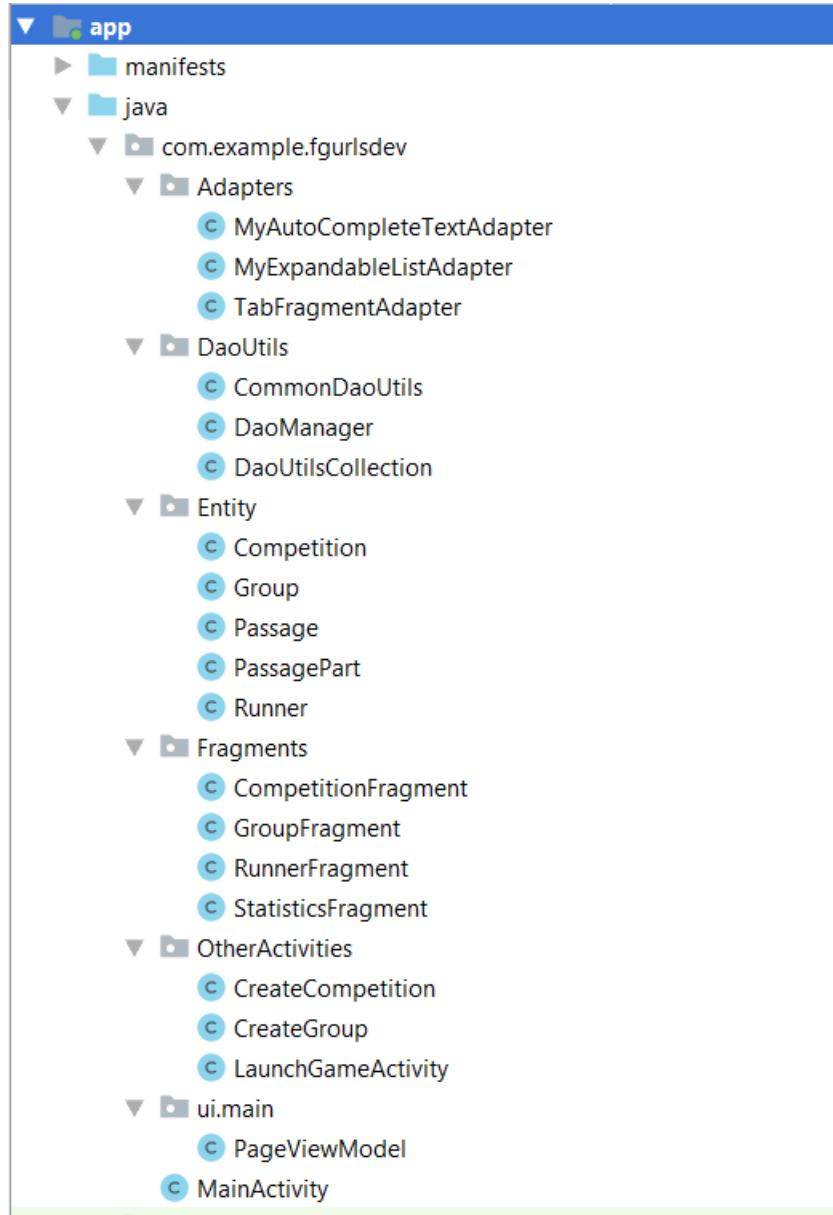 app
manifests
java
com.example.fgurlsdev
Adapters
MyAutoCompleteTextAdapter
MyExpandableListAdapter
TabFragmentAdapter
DaoUtils
CommonDaoUtils
DaoManager
DaoUtilsCollection
Entity
Competition
Group
Passage
PassagePart
Runner
Fragments
CompetitionFragment
GroupFragment
RunnerFragment
StatisticsFragment
OtherActivities
CreateCompetition
CreateGroup
LaunchGameActivity
ui.main
PageViewModel
MainActivity